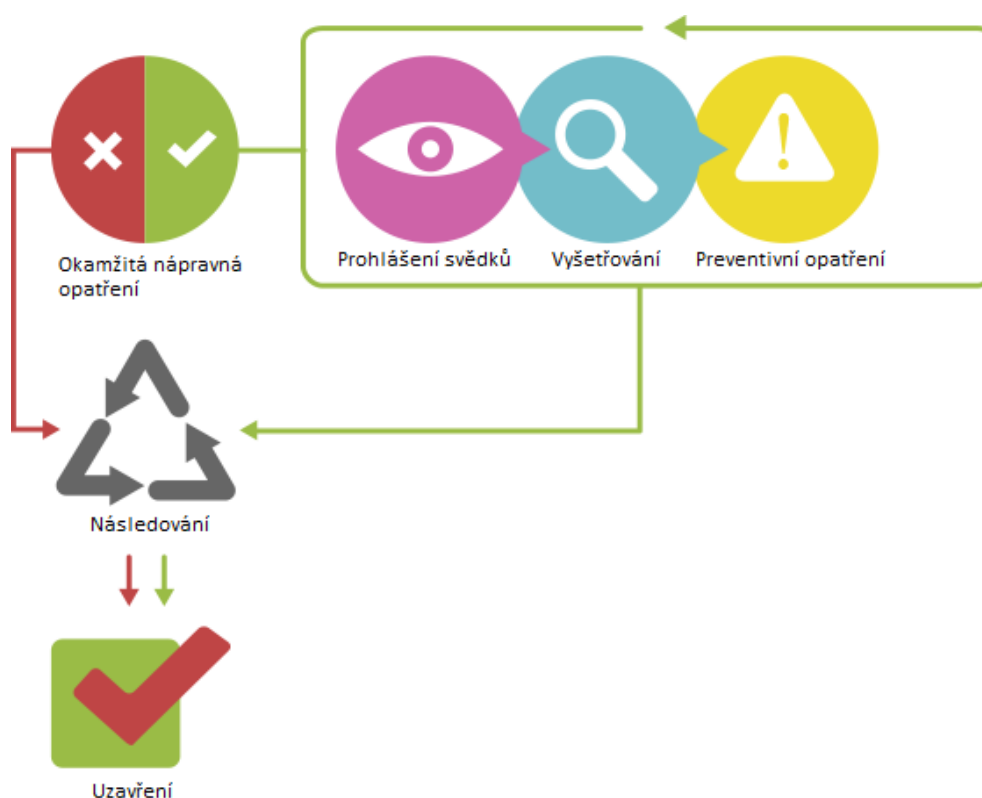 Okamžitá nápravná
opatření
Prohlášení svědků
Vyšetřování
Preventivní opatření
Následování
Uzavření